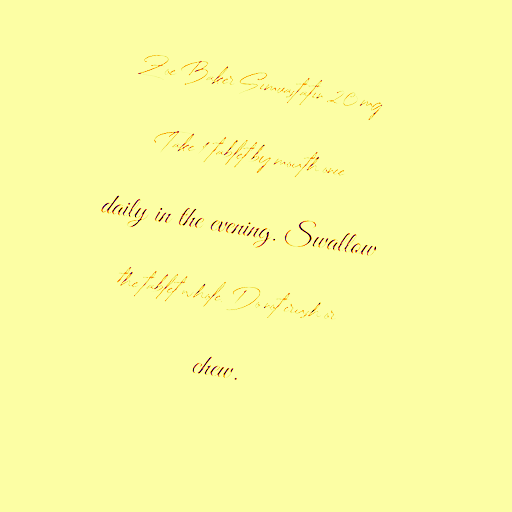 Zoe Baker Simvastatin 20 mg
Take 1 tablet by mouth once
daily in the evening. Swallow
the tablet whole. Do not crush or
chew.